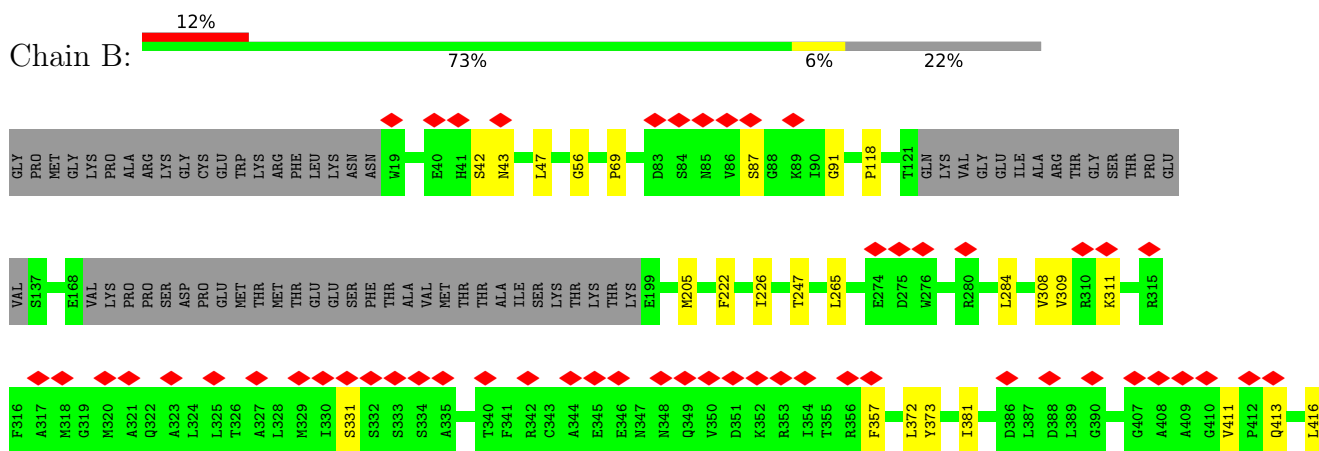 12%
Chain B:
73% 6% 22%
GLY PRO MET GLY LYS PRO ALA ARG LYS GLY CYS GLU TRP LYS ARG PHE LEU LYS ASN ASN W19 E40 H41 S42 N43 L47 G56 P69 D83 S84 N85 V86 S87 G88 K89 I90 G91 P118 T121 GLN LYS VAL GLY GLU ILE ALA ARG THR GLY SER THR PRO GLU
VAL S137 E168 VAL LYS PRO PRO SER ASP PRO GLU MET THR MET THR GLU GLU SER PHE THR ALA VAL MET THR THR ALA ILE SER LYS THR LYS THR LYS E199 M205 F222 I226 T247 L265 E274 D275 W276 R280 L284 V308 V309 R310 K311 R315
F316 A317 M318 G319 M320 A321 Q322 A323 L324 L325 T326 A327 L328 M329 I330 S331 S332 S333 S334 A335 T340 F341 R342 C343 A344 E345 E346 N347 N348 Q349 V350 D351 K352 R353 I354 T355 R356 F357 L372 Y373 I381 D386 L387 D388 L389 G390 G407 A408 A409 G410 V411 P412 Q413 L416